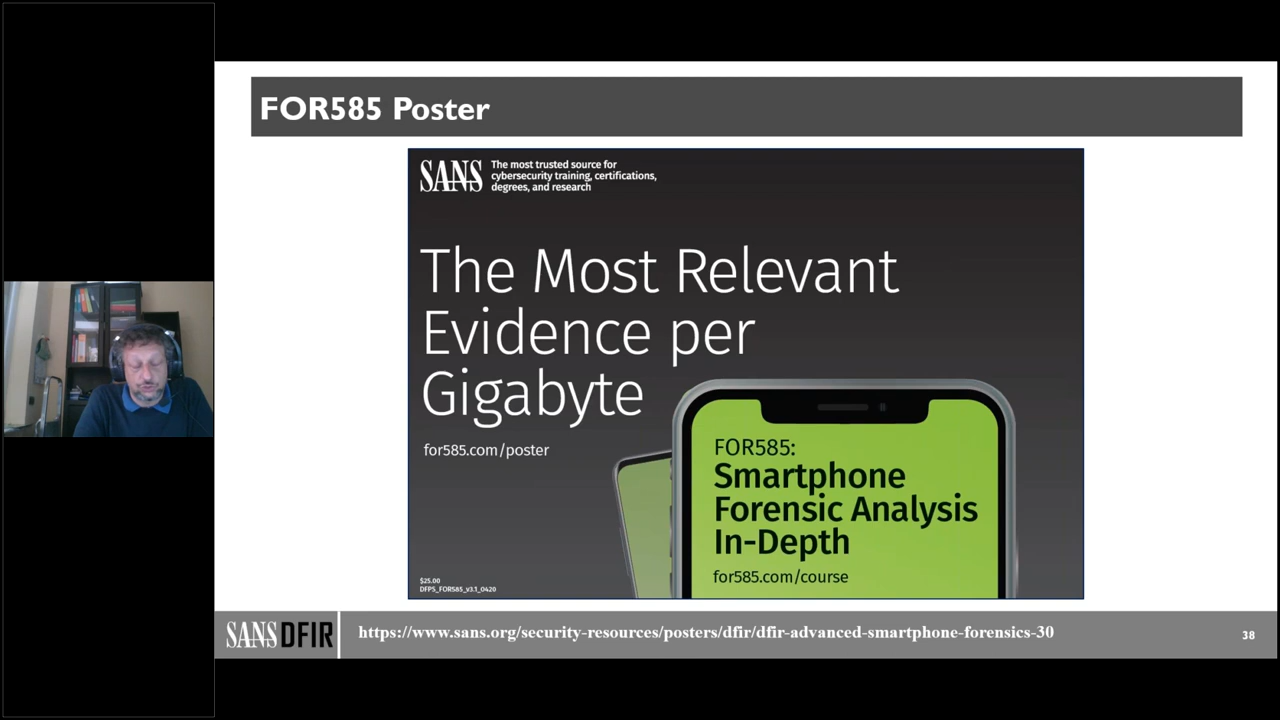 FOR585 Poster
SANS
The most trusted source for
cybersecurity training, certifications,
degrees, and research
The Most Relevant
Evidence per
Gigabyte
for585.com/poster
FOR585:
Smartphone
Forensic Analysis
In-Depth
for585.com/course
$25.00
DFPS_FOR585_v3.1_0420
SANS DFIR
https://www.sans.org/security-resources/posters/dfir/dfir-advanced-smartphone-forensics-30
38